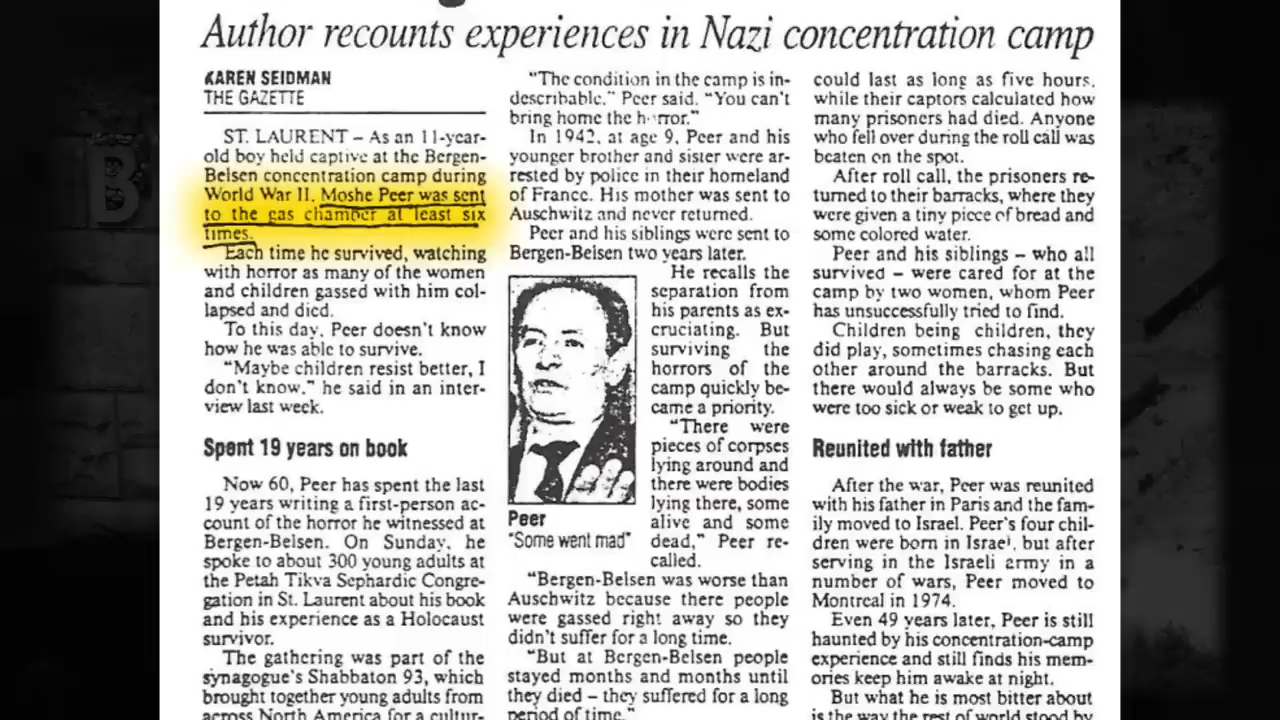 Author recounts experiences in Nazi concentration camp
KAREN SEIDMAN
THE GAZETTE
ST. LAURENT – As an 11-year-
old boy held captive at the Bergen-
Belsen concentration camp during
World War II, Moshe Peer was sent
to the gas chamber at least six
times.
Each time he survived, watching
with horror as many of the women
and children gassed with him col-
lapsed and died.
To this day, Peer doesn't know
how he was able to survive.
"Maybe children resist better, I
don't know," he said in an inter-
view last week.
Spent 19 years on book
Now 60, Peer has spent the last
19 years writing a first-person ac-
count of the horror he witnessed at
Bergen-Belsen. On Sunday, he
spoke to about 300 young adults at
the Petah Tikva Sephardic Congre-
gation in St. Laurent about his book
and his experience as a Holocaust
survivor.
The gathering was part of the
synagogue's Shabbaton 93, which
brought together young adults from
across North America for a cultur-
"The condition in the camp is in-
describable," Peer said. "You can't
bring home the horror."
In 1942, at age 9, Peer and his
younger brother and sister were ar-
rested by police in their homeland
of France. His mother was sent to
Auschwitz and never returned.
Peer and his siblings were sent to
Bergen-Belsen two years later.
He recalls the
separation from
his parents as ex-
cruciating. But
surviving the
horrors of the
camp quickly be-
came a priority.
"There were
pieces of corpses
lying around and
there were bodies
lying there, some
alive and some
dead," Peer re-
called.
Peer
"Some went mad"
"Bergen-Belsen was worse than
Auschwitz because there people
were gassed right away so they
didn't suffer for a long time.
"But at Bergen-Belsen people
stayed months and months until
they died – they suffered for a long
period of time."
could last as long as five hours,
while their captors calculated how
many prisoners had died. Anyone
who fell over during the roll call was
beaten on the spot.
After roll call, the prisoners re-
turned to their barracks, where they
were given a tiny piece of bread and
some colored water.
Peer and his siblings – who all
survived – were cared for at the
camp by two women, whom Peer
has unsuccessfully tried to find.
Children being children, they
did play, sometimes chasing each
other around the barracks. But
there would always be some who
were too sick or weak to get up.
Reunited with father
After the war, Peer was reunited
with his father in Paris and the fam-
ily moved to Israel. Peer's four chil-
dren were born in Israel, but after
serving in the Israeli army in a
number of wars, Peer moved to
Montreal in 1974.
Even 49 years later, Peer is still
haunted by his concentration-camp
experience and still finds his mem-
ories keep him awake at night.
But what he is most bitter about
is the way the rest of world stood by